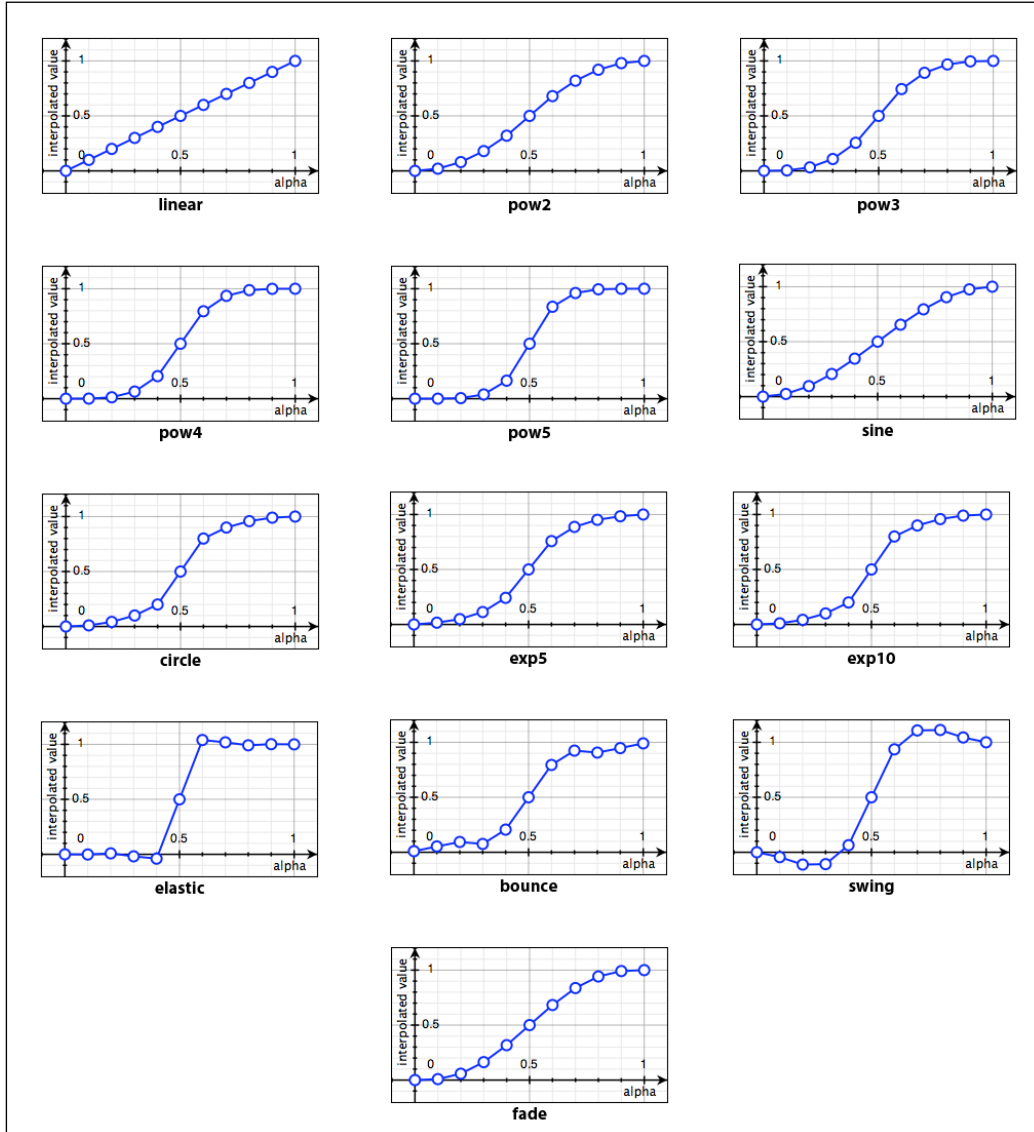 interpolated value
1
0.5
0 0.5 1
alpha
linear
interpolated value
1
0.5
0 0.5 1
alpha
pow2
interpolated value
1
0.5
0 0.5 1
alpha
pow3
interpolated value
1
0.5
0 0.5 1
alpha
pow4
interpolated value
1
0.5
0 0.5 1
alpha
pow5
interpolated value
1
0.5
0 0.5 1
alpha
sine
interpolated value
1
0.5
0 0.5 1
alpha
circle
interpolated value
1
0.5
0 0.5 1
alpha
exp5
interpolated value
1
0.5
0 0.5 1
alpha
exp10
interpolated value
1
0.5
0 0.5 1
alpha
elastic
interpolated value
1
0.5
0 0.5 1
alpha
bounce
interpolated value
1
0.5
0 0.5 1
alpha
swing
interpolated value
1
0.5
0 0.5 1
alpha
fade